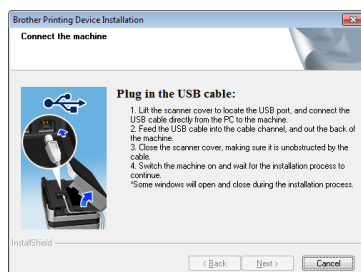 Brother Printing Device Installation
Connect the machine
Plug in the USB cable:
1. Lift the scanner cover to locate the USB port, and connect the
USB cable directly from the PC to the machine.
2. Feed the USB cable into the cable channel, and out the back of
the machine.
3. Close the scanner cover, making sure it is unobstructed by the
cable.
4. Switch the machine on and wait for the installation process to
continue.
*Some windows will open and close during the installation process.
InstallShield
< Back
Next >
Cancel